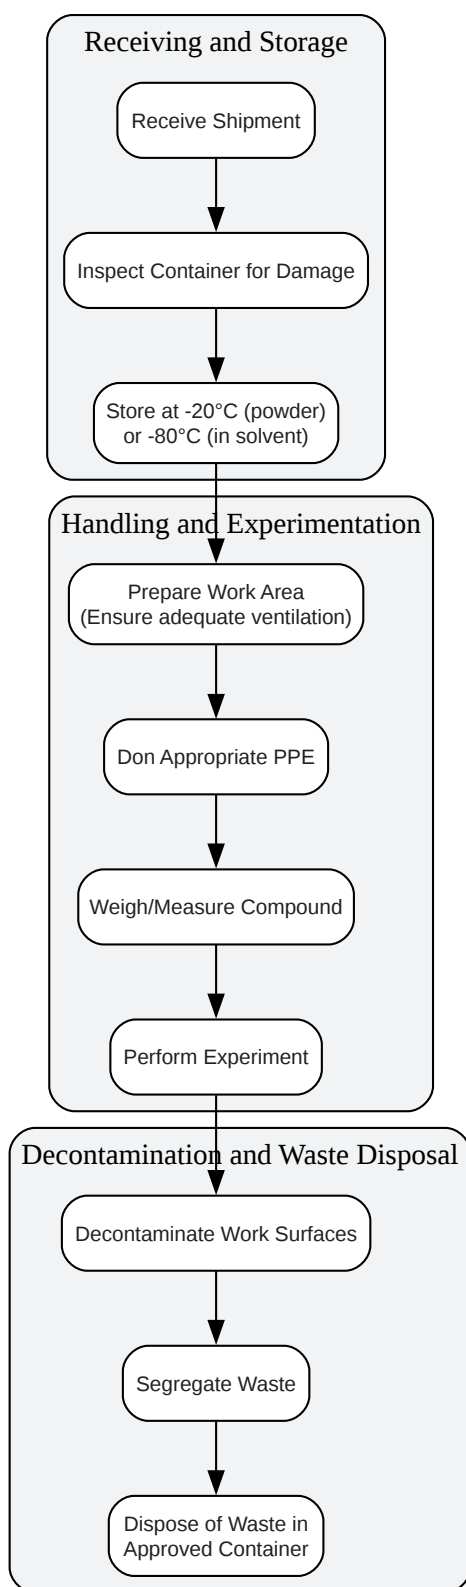 Receiving and Storage
Receive Shipment
Inspect Container for Damage
Store at -20°C (powder)
or -80°C (in solvent)
Handling and Experimentation
Prepare Work Area
(Ensure adequate ventilation)
Don Appropriate PPE
Weigh/Measure Compound
Perform Experiment
Decontamination and Waste Disposal
Decontaminate Work Surfaces
Segregate Waste
Dispose of Waste in
Approved Container